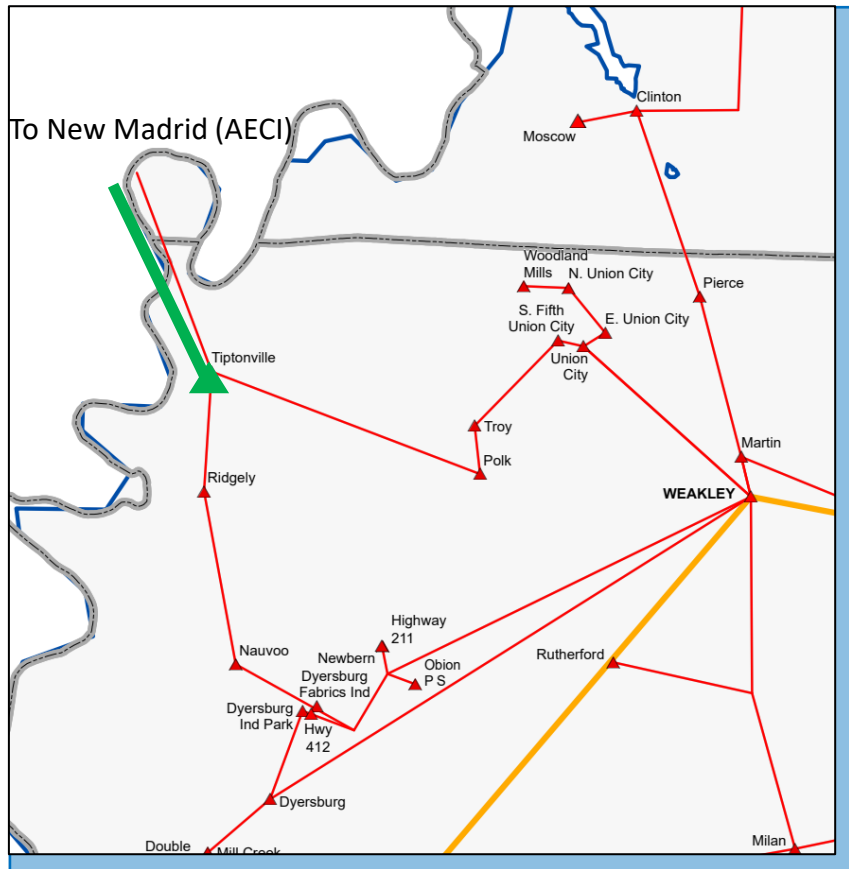 Clinton
Moscow
To New Madrid (AECI)
Woodland
Mills
N. Union City
Pierce
S. Fifth
Union City
E. Union City
Union
City
Tiptonville
Troy
Martin
Polk
Ridgely
WEAKLEY
Highway
211
Nauvoo
Newbern
Obion
P S
Rutherford
Dyersburg
Fabrics Ind
Dyersburg
Ind Park
Hwy
412
Dyersburg
Double
Mill Creek
Milan